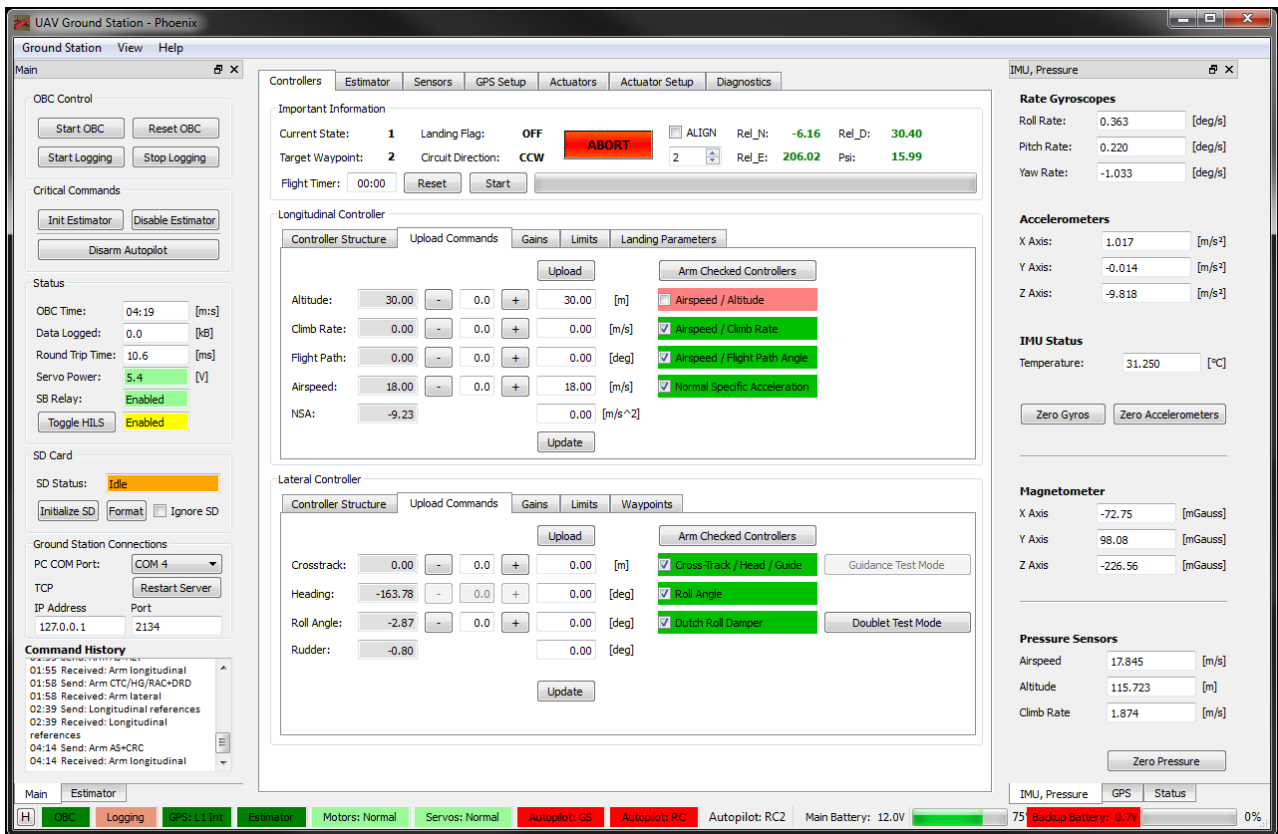 UAV Ground Station - Phoenix
Ground Station View Help
Main
OBC Control
Start OBC Reset OBC
Start Logging Stop Logging
Critical Commands
Init Estimator Disable Estimator
Disarm Autopilot
Status
OBC Time: 04:19 [m:s]
Data Logged: 0.0 [kB]
Round Trip Time: 10.6 [ms]
Servo Power: 5.4 [V]
SB Relay: Enabled
Toggle HILS Enabled
SD Card
SD Status: Idle
Initialize SD Format Ignore SD
Ground Station Connections
PC COM Port: COM 4
TCP Restart Server
IP Address Port
127.0.0.1 2134
Command History
01:55 Received: Arm longitudinal
01:58 Send: Arm CTC/HG/RAC+DRD
01:58 Received: Arm lateral
02:39 Send: Longitudinal references
02:39 Received: Longitudinal
references
04:14 Send: Arm AS+CRC
04:14 Received: Arm longitudinal
Main Estimator
Controllers Estimator Sensors GPS Setup Actuators Actuator Setup Diagnostics
Important Information
Current State: 1 Landing Flag: OFF ABORT ALIGN Rel_N: -6.16 Rel_D: 30.40
Target Waypoint: 2 Circuit Direction: CCW 2 Rel_E: 206.02 Psi: 15.99
Flight Timer: 00:00 Reset Start
Longitudinal Controller
Controller Structure Upload Commands Gains Limits Landing Parameters
Upload Arm Checked Controllers
Altitude: 30.00 - 0.0 + 30.00 [m] Airspeed / Altitude
Climb Rate: 0.00 - 0.0 + 0.00 [m/s] Airspeed / Climb Rate
Flight Path: 0.00 - 0.0 + 0.00 [deg] Airspeed / Flight Path Angle
Airspeed: 18.00 - 0.0 + 18.00 [m/s] Normal Specific Acceleration
NSA: -9.23 0.00 [m/s^2]
Update
Lateral Controller
Controller Structure Upload Commands Gains Limits Waypoints
Upload Arm Checked Controllers
Crosstrack: 0.00 - 0.0 + 0.00 [m] Cross-Track / Head / Guide Guidance Test Mode
Heading: -163.78 - 0.0 + 0.00 [deg] Roll Angle
Roll Angle: -2.87 - 0.0 + 0.00 [deg] Dutch Roll Damper Doublet Test Mode
Rudder: -0.80 0.00 [deg]
Update
IMU, Pressure
Rate Gyroscopes
Roll Rate: 0.363 [deg/s]
Pitch Rate: 0.220 [deg/s]
Yaw Rate: -1.033 [deg/s]
Accelerometers
X Axis: 1.017 [m/s²]
Y Axis: -0.014 [m/s²]
Z Axis: -9.818 [m/s²]
IMU Status
Temperature: 31.250 [°C]
Zero Gyros Zero Accelerometers
Magnetometer
X Axis -72.75 [mGauss]
Y Axis 98.08 [mGauss]
Z Axis -226.56 [mGauss]
Pressure Sensors
Airspeed 17.845 [m/s]
Altitude 115.723 [m]
Climb Rate 1.874 [m/s]
Zero Pressure
IMU, Pressure GPS Status
H OBC Logging GPS: L1 Int Estimator Motors: Normal Servos: Normal Autopilot: GS Autopilot: RC Autopilot: RC2 Main Battery: 12.0V 75 Backup Battery: 0.7V 0%